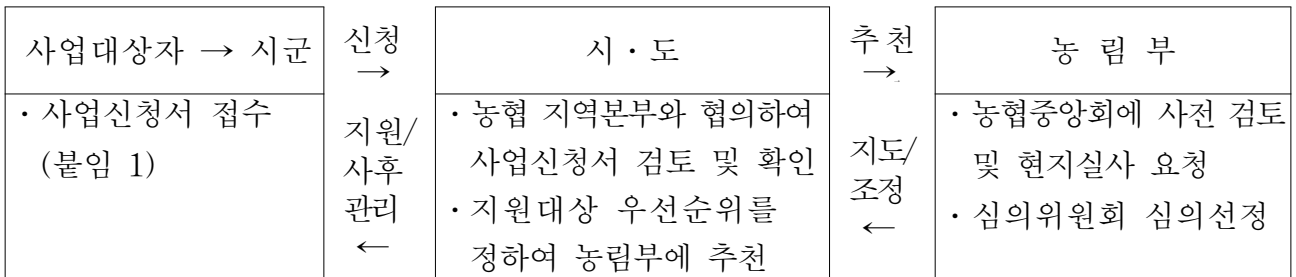 사업대상자 → 시군
· 사업신청서 접수
(붙임 1)
신청
→
지원/
사후
관리
←
시 · 도
· 농협 지역본부와 협의하여
사업신청서 검토 및 확인
· 지원대상 우선순위를
정하여 농림부에 추천
추천
→
지도/
조정
←
농 림 부
· 농협중앙회에 사전 검토
및 현지실사 요청
· 심의위원회 심의선정